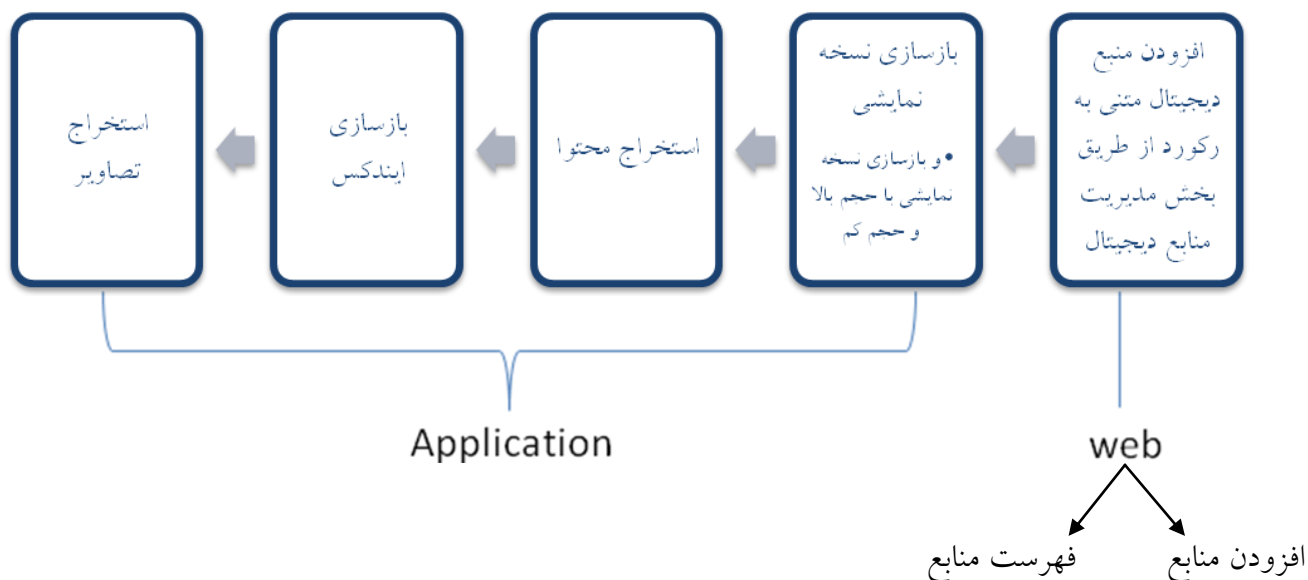 افزودن منبع
دیجیتال متنی به
رکورد از طریق
بخش مدیریت
منابع دیجیتال
بازسازی نسخه
نمایشی
• و بازسازی نسخه
نمایشی با حجم بالا
و حجم کم
استخراج محتوا
بازسازی
ایندکس
استخراج
تصاویر
Application
web
افزودن منابع
فهرست منابع